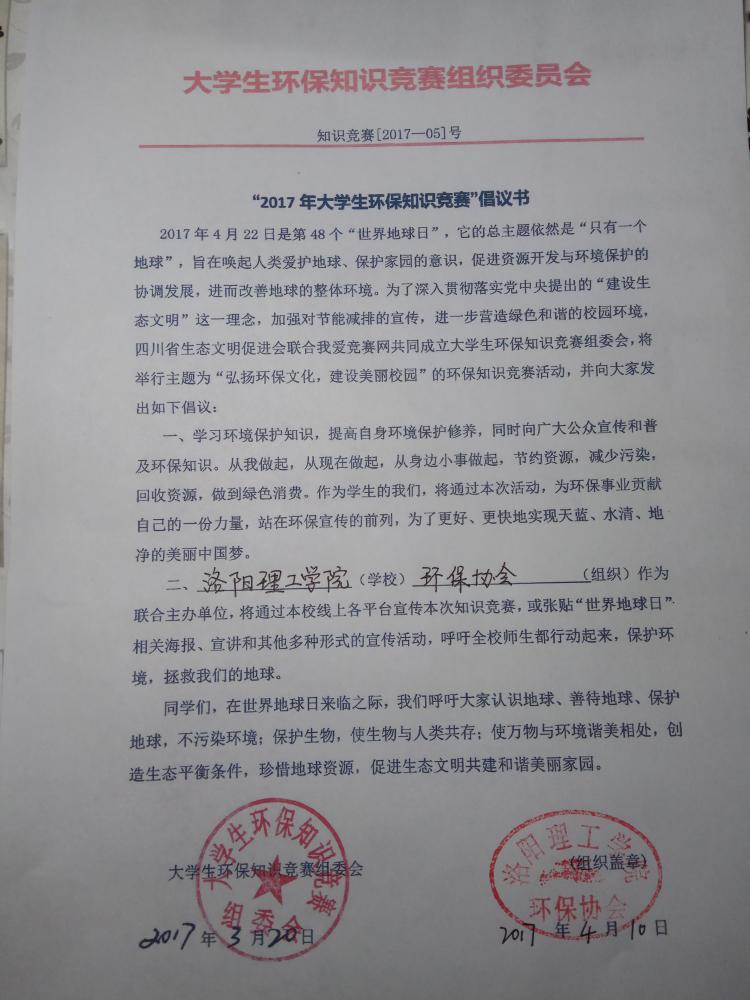 大学生环保知识竞赛组织委员会
知识竞赛[2017—05]号
“2017 年大学生环保知识竞赛”倡议书
2017 年 4 月 22 日是第 48 个“世界地球日”，它的总主题依然是“只有一个
地球”，旨在唤起人类爱护地球、保护家园的意识，促进资源开发与环境保护的
协调发展，进而改善地球的整体环境。为了深入贯彻落实党中央提出的“建设生
态文明”这一理念，加强对节能减排的宣传，进一步营造绿色和谐的校园环境，
四川省生态文明促进会联合我爱竞赛网共同成立大学生环保知识竞赛组委会，将
举行主题为“弘扬环保文化，建设美丽校园”的环保知识竞赛活动，并向大家发
出如下倡议：
一、学习环境保护知识，提高自身环境保护修养，同时向广大公众宣传和普
及环保知识。从我做起，从现在做起，从身边小事做起，节约资源，减少污染，
回收资源，做到绿色消费。作为学生的我们，将通过本次活动，为环保事业贡献
自己的一份力量，站在环保宣传的前列，为了更好、更快地实现天蓝、水清、地
净的美丽中国梦。
二、洛阳理工学院（学校）环保协会（组织）作为
联合主办单位，将通过本校线上各平台宣传本次知识竞赛，或张贴“世界地球日”
相关海报、宣讲和其他多种形式的宣传活动，呼吁全校师生都行动起来，保护环
境，拯救我们的地球。
同学们，在世界地球日来临之际，我们呼吁大家认识地球、善待地球、保护
地球，不污染环境；保护生物，使生物与人类共存；使万物与环境谐美相处，创
造生态平衡条件，珍惜地球资源，促进生态文明共建和谐美丽家园。
大学生环保知识竞赛
组委会
大学生环保知识竞赛组委会
2017 年 3 月 20 日
洛阳理工学院
（组织盖章）
环保协会
2017 年 4 月 10 日